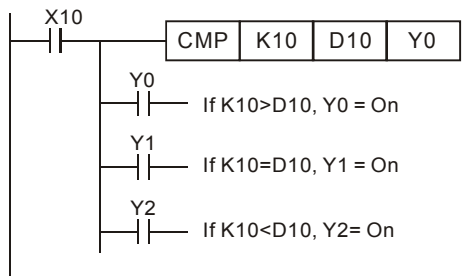 X10
CMP K10 D10 Y0
Y0
If K10>D10, Y0 = On
Y1
If K10=D10, Y1 = On
Y2
If K10<D10, Y2= On